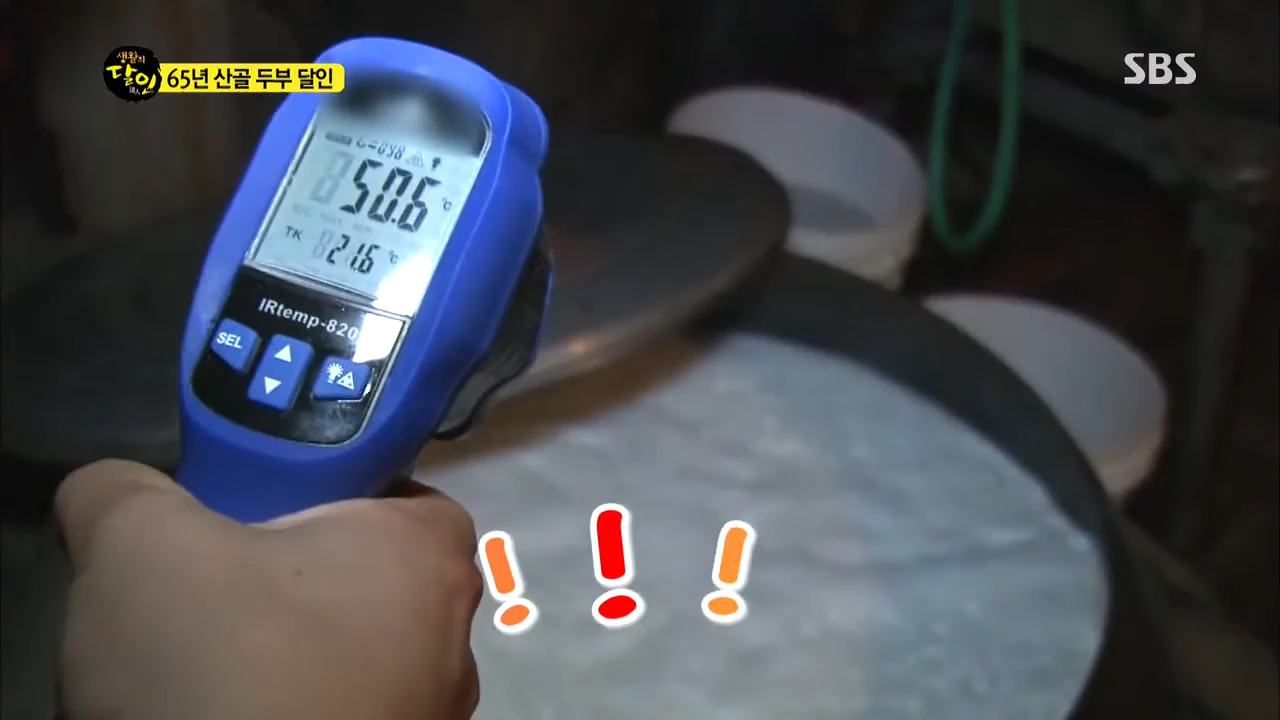 생활의
달인
65년 산골 두부 달인
SBS
50.6 °C
TK 21.6 °C
IRtemp-820
SEL
! ! !